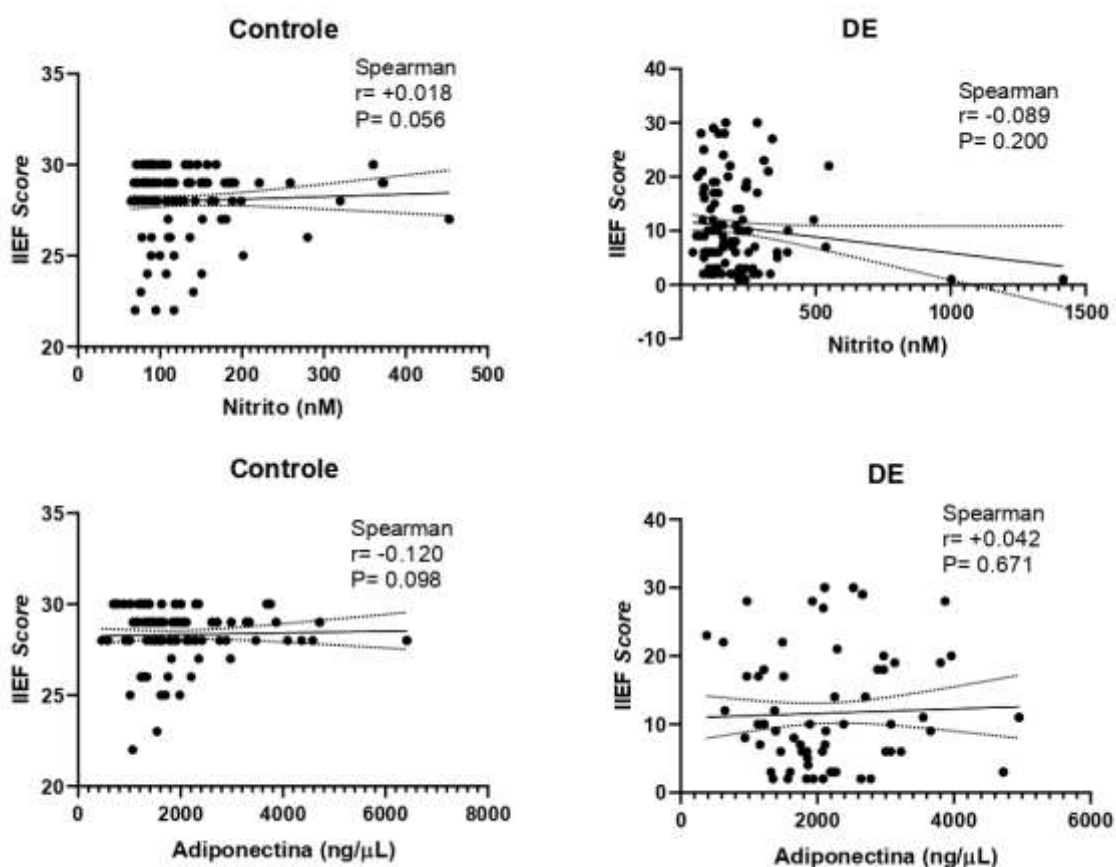 Controle
Spearman
r= +0.018
P= 0.056
IIEF Score
35
30
25
20
0
100
200
300
400
500
Nitrito (nM)
DE
Spearman
r= -0.089
P= 0.200
IIEF Score
40
30
20
10
0
-10
500
1000
1500
Nitrito (nM)
Controle
Spearman
r= -0.120
P= 0.098
IIEF Score
35
30
25
20
0
2000
4000
6000
8000
Adiponectina (ng/µL)
DE
Spearman
r= +0.042
P= 0.671
IIEF Score
40
30
20
10
0
0
2000
4000
6000
Adiponectina (ng/µL)